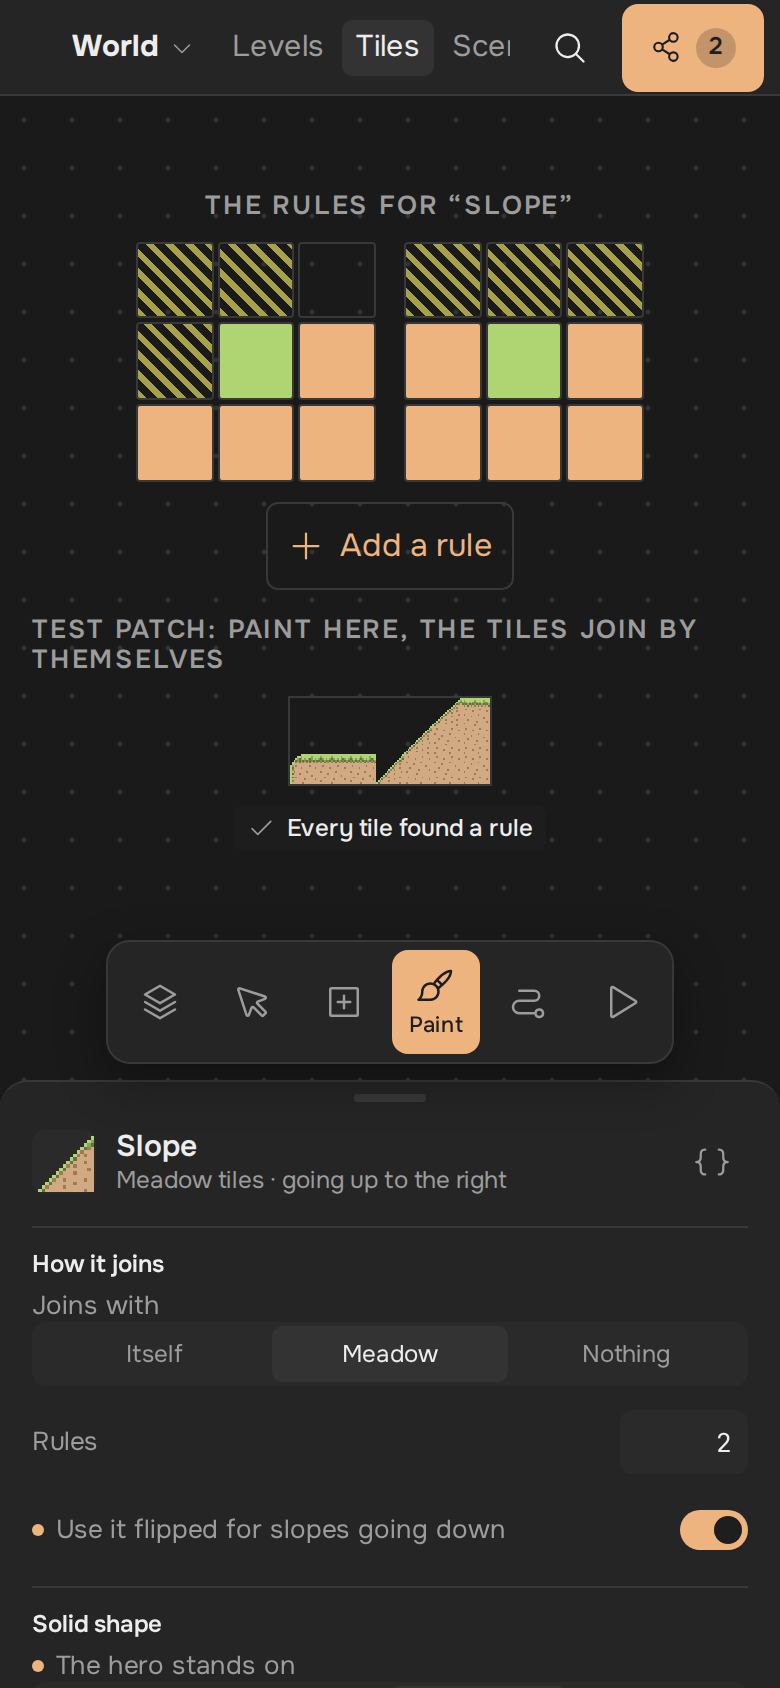 World
Levels
Tiles
2
THE RULES FOR “SLOPE”
Add a rule
TEST PATCH: PAINT HERE, THE TILES JOIN BY
THEMSELVES
Every tile found a rule
Paint
Slope
Meadow tiles · going up to the right
How it joins
Joins with
Itself
Meadow
Nothing
Rules
2
Use it flipped for slopes going down
Solid shape
The hero stands on